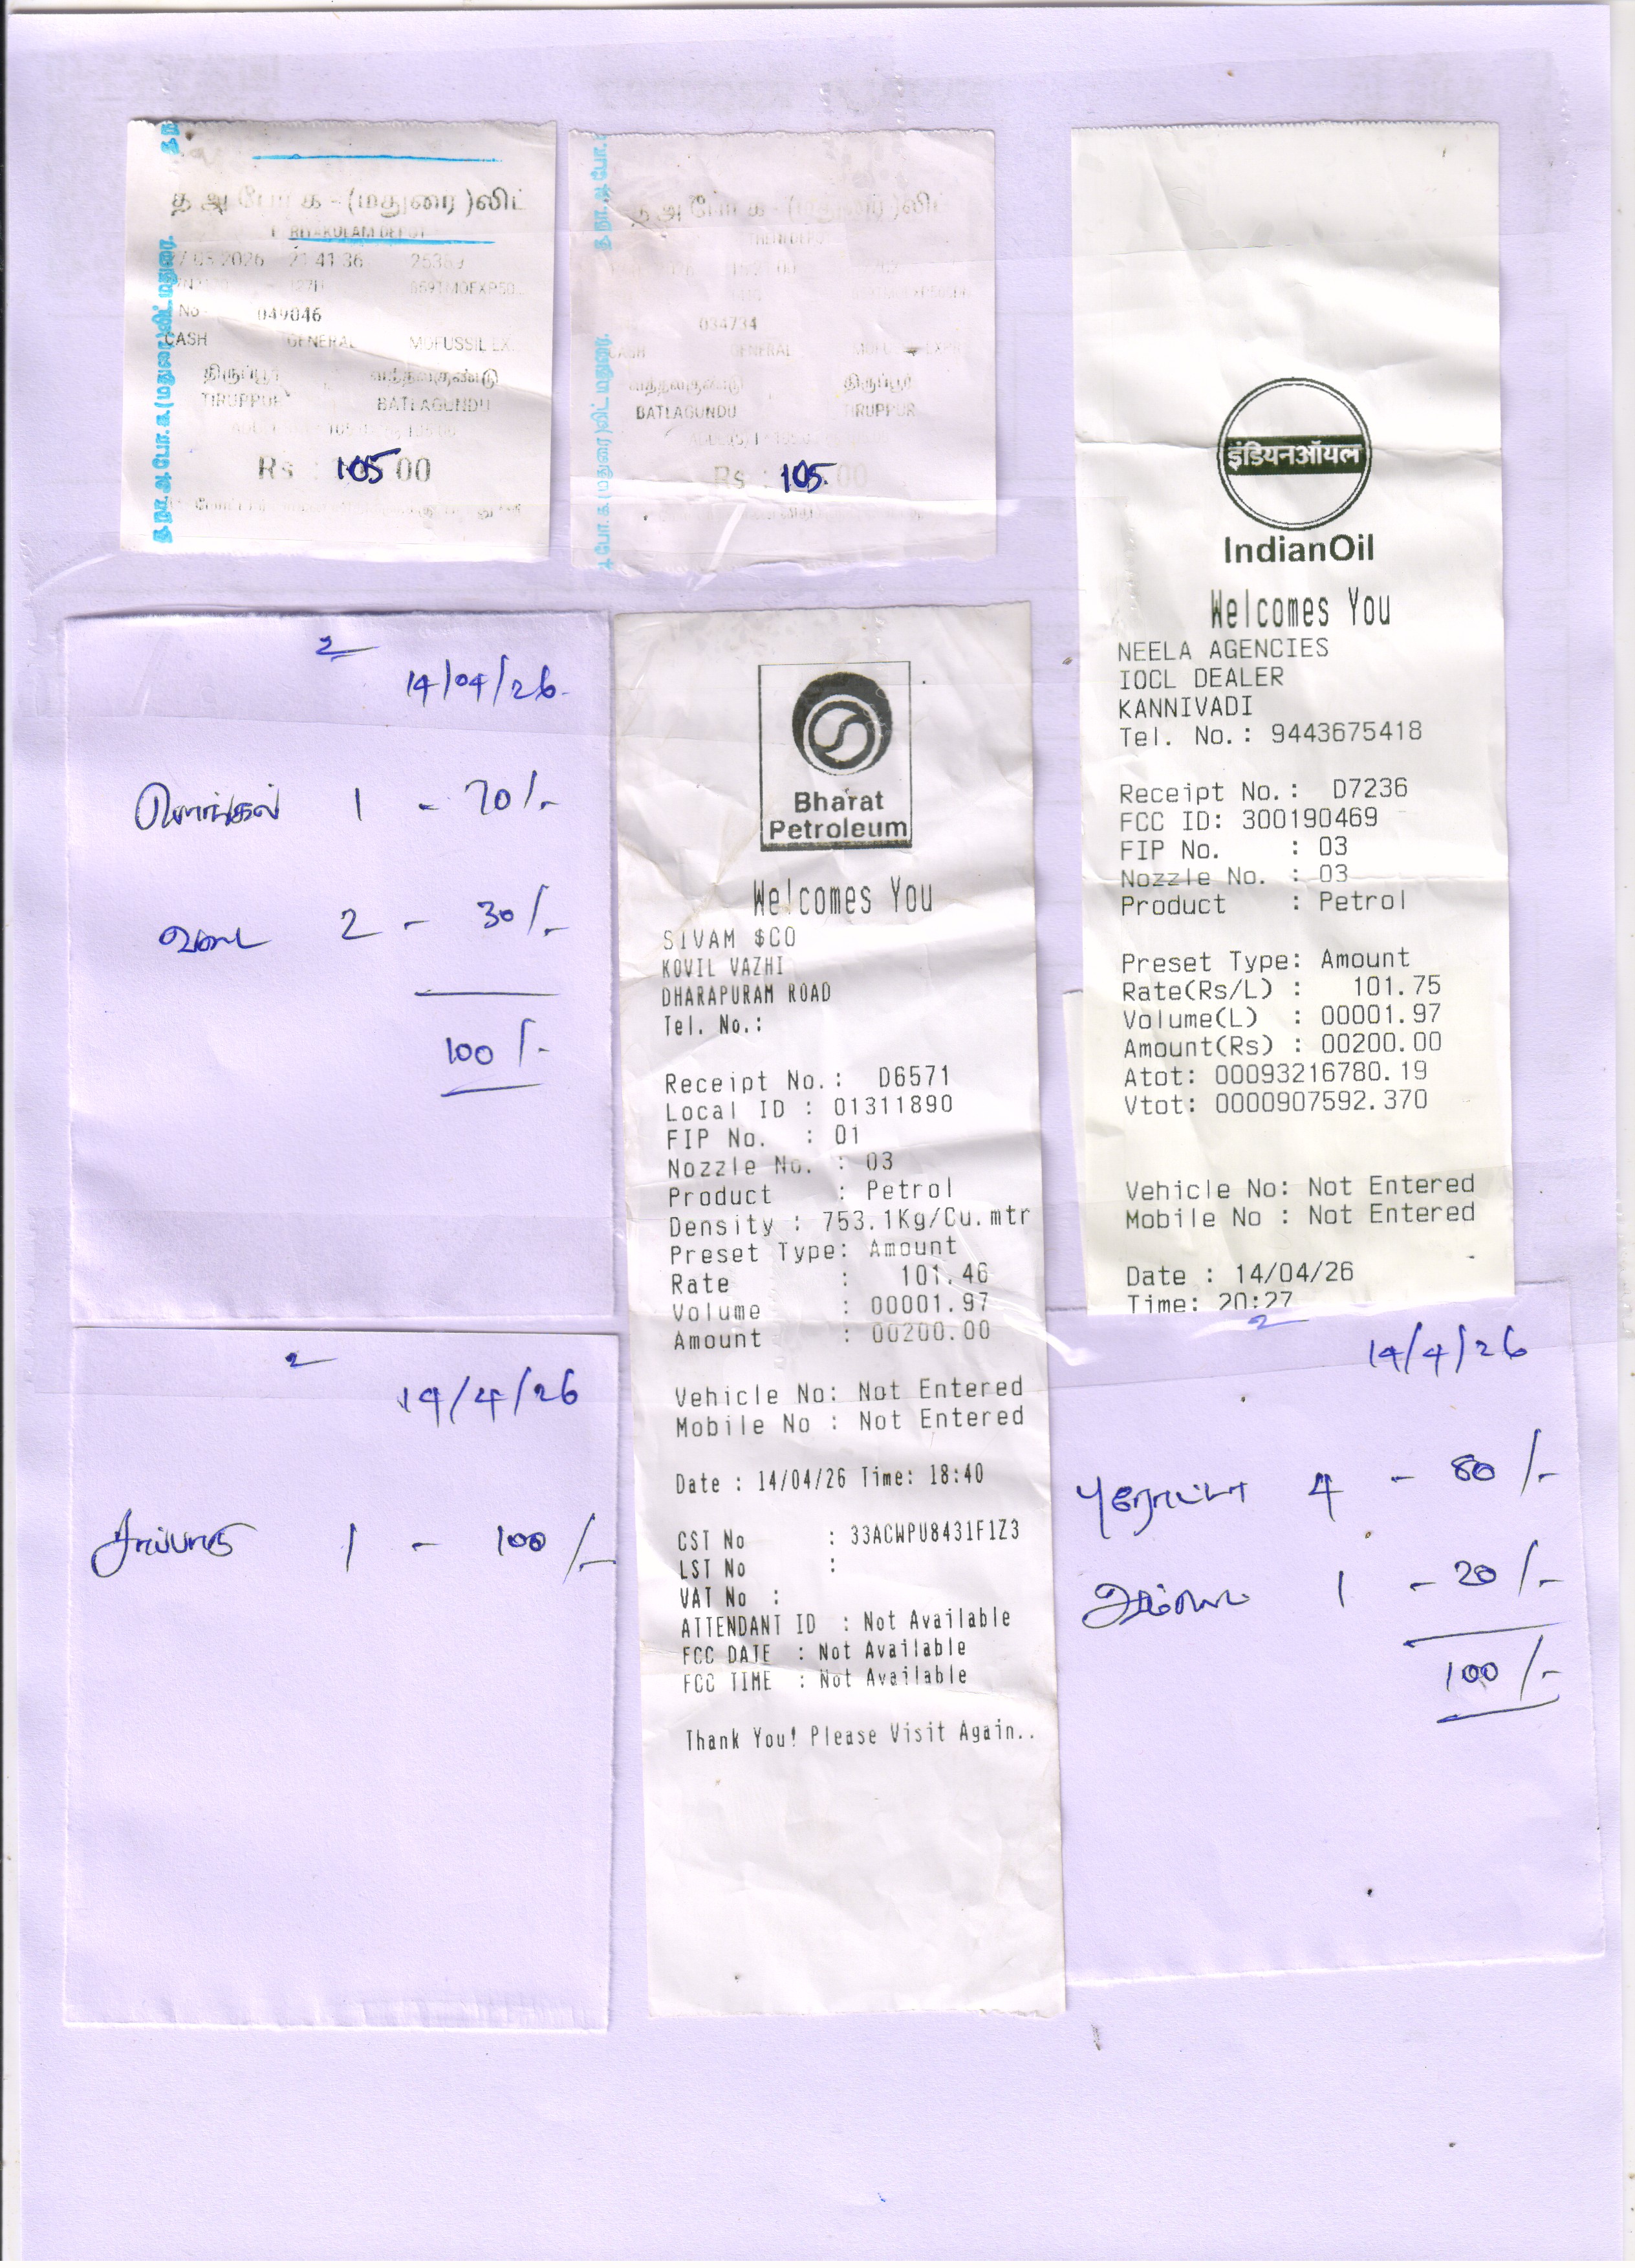 த அ போ க - (மதுரை )லிட்
PERIYAKULAM DEPOT
2026 21:41:36
No 049046
CASH GENERAL MOFUSSIL EX..
திருப்பூர் வத்தலகுண்டு
TIRUPPUR BATLAGUNDU
Rs : 105.00
த அ போ க - (மதுரை )லிட்
THENI DEPOT
034734
CASH GENERAL
வத்தலகுண்டு திருப்பூர்
BATLAGUNDU TIRUPPUR
Rs : 105.00
इंडियनऑयल
IndianOil
Welcomes You
NEELA AGENCIES
IOCL DEALER
KANNIVADI
Tel. No.: 9443675418
Receipt No.: D7236
FCC ID: 300190469
FIP No. : 03
Nozzle No. : 03
Product : Petrol
Preset Type: Amount
Rate(Rs/L) : 101.75
Volume(L) : 00001.97
Amount(Rs) : 00200.00
Atot: 00093216780.19
Vtot: 0000907592.370
Vehicle No: Not Entered
Mobile No : Not Entered
Date : 14/04/26
Time: 20:27
2
14/04/26
பொங்கல் 1 - 70/-
வடை 2 - 30/-
100/-
Bharat
Petroleum
Welcomes You
SIVAM $CO
KOVIL VAZHI
DHARAPURAM ROAD
Tel. No.:
Receipt No.: D6571
Local ID : 01311890
FIP No. : 01
Nozzle No. : 03
Product : Petrol
Density : 753.1Kg/Cu.mtr
Preset Type: Amount
Rate : 101.46
Volume : 00001.97
Amount : 00200.00
Vehicle No: Not Entered
Mobile No : Not Entered
Date : 14/04/26 Time: 18:40
CST No : 33ACWPU8431F1Z3
LST No :
VAT No :
ATTENDANT ID : Not Available
FCC DATE : Not Available
FCC TIME : Not Available
Thank You! Please Visit Again..
2
14/4/26
சாப்பாடு 1 - 100/-
2
14/4/26
புரோட்டா 4 - 80/-
ஆம்லேட் 1 - 20/-
100/-